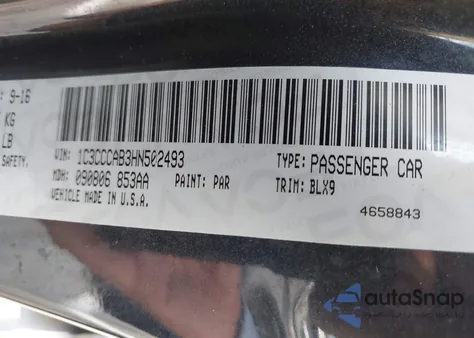 : 9-16
KG
LB
SAFETY.
VIN: 1C3CCCAB3HN502493
TYPE: PASSENGER CAR
MDH: 090806 853AA
PAINT: PAR
TRIM: BLX9
VEHICLE MADE IN U.S.A.
4658843
autoSnap